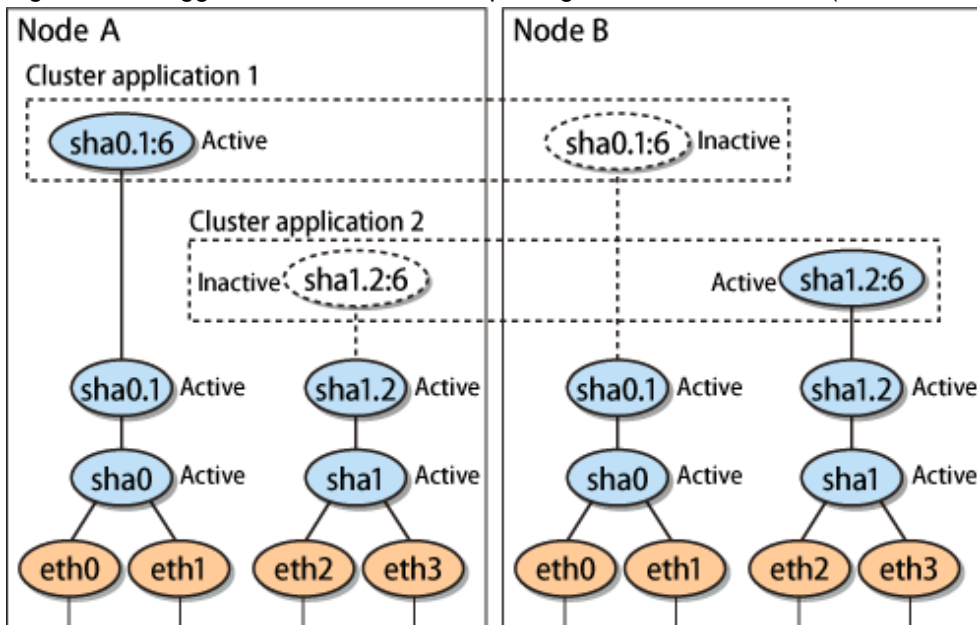 Node A
Node B
Cluster application 1
sha0.1:6 Active
sha0.1:6 Inactive
Cluster application 2
Inactive sha1.2:6
Active sha1.2:6
sha0.1 Active
sha1.2 Active
sha0.1 Active
sha1.2 Active
sha0 Active
sha1 Active
sha0 Active
sha1 Active
eth0
eth1
eth2
eth3
eth0
eth1
eth2
eth3